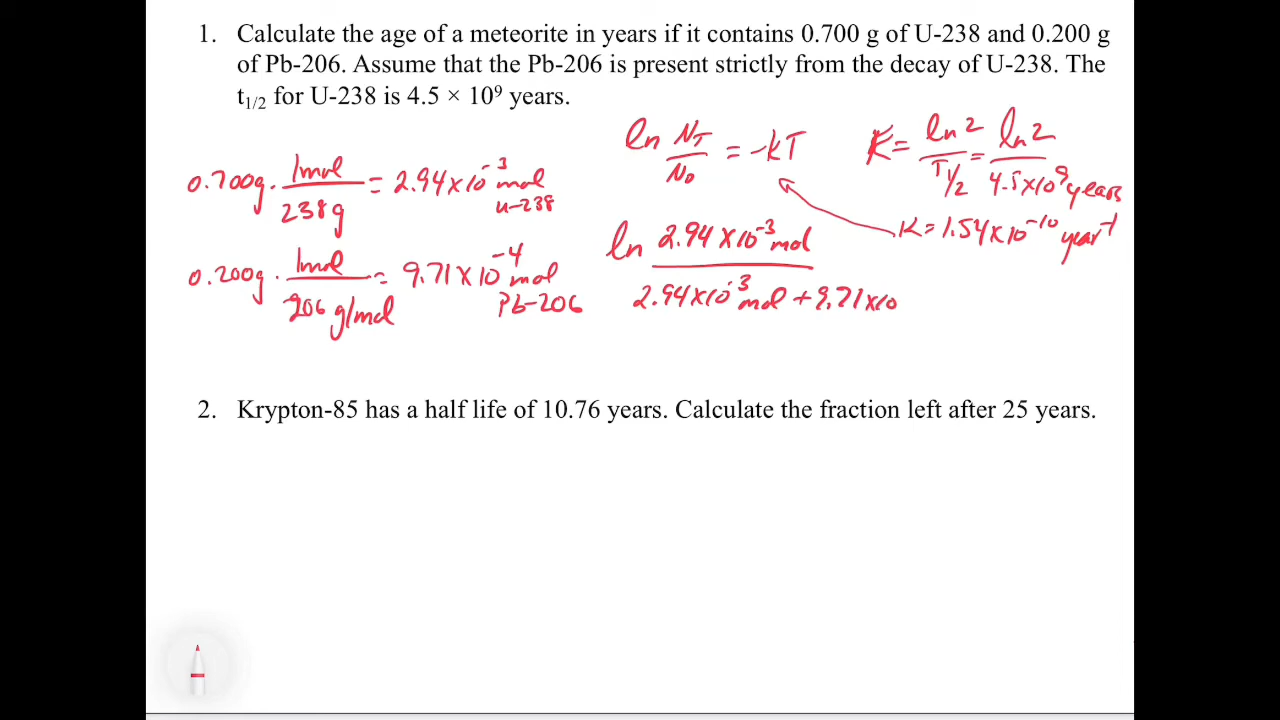 1. Calculate the age of a meteorite in years if it contains 0.700 g of U-238 and 0.200 g
of Pb-206. Assume that the Pb-206 is present strictly from the decay of U-238. The
t1/2 for U-238 is 4.5 × 10⁹ years.
0.700g · 1mol / 238g = 2.94×10⁻³ mol U-238
0.200g · 1mol / 206 g/mol = 9.71×10⁻⁴ mol Pb-206
ln NT / N0 = -kT
K = ln2 / T1/2 = ln2 / 4.5×10⁹ years
K = 1.54×10⁻¹⁰ year⁻¹
ln 2.94×10⁻³ mol / 2.94×10⁻³ mol + 9.71×10
2. Krypton-85 has a half life of 10.76 years. Calculate the fraction left after 25 years.